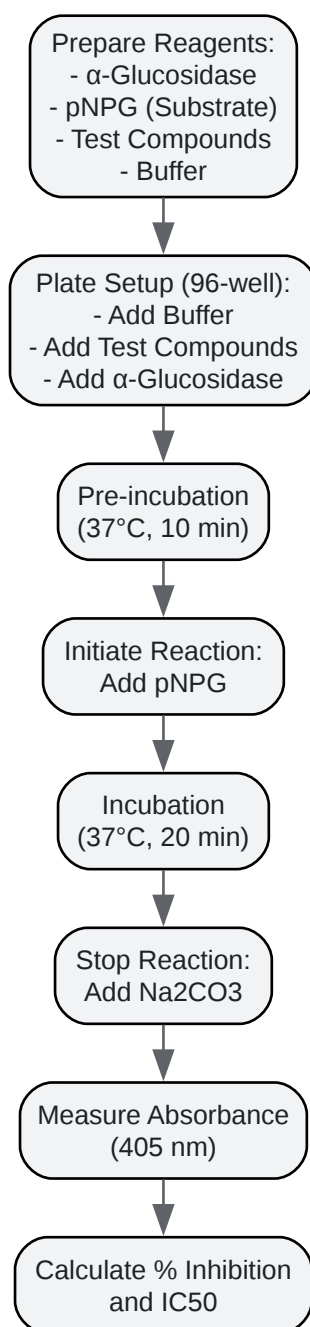 Prepare Reagents:
- α-Glucosidase
- pNPG (Substrate)
- Test Compounds
- Buffer
Plate Setup (96-well):
- Add Buffer
- Add Test Compounds
- Add α-Glucosidase
Pre-incubation
(37°C, 10 min)
Initiate Reaction:
Add pNPG
Incubation
(37°C, 20 min)
Stop Reaction:
Add Na2CO3
Measure Absorbance
(405 nm)
Calculate % Inhibition
and IC50